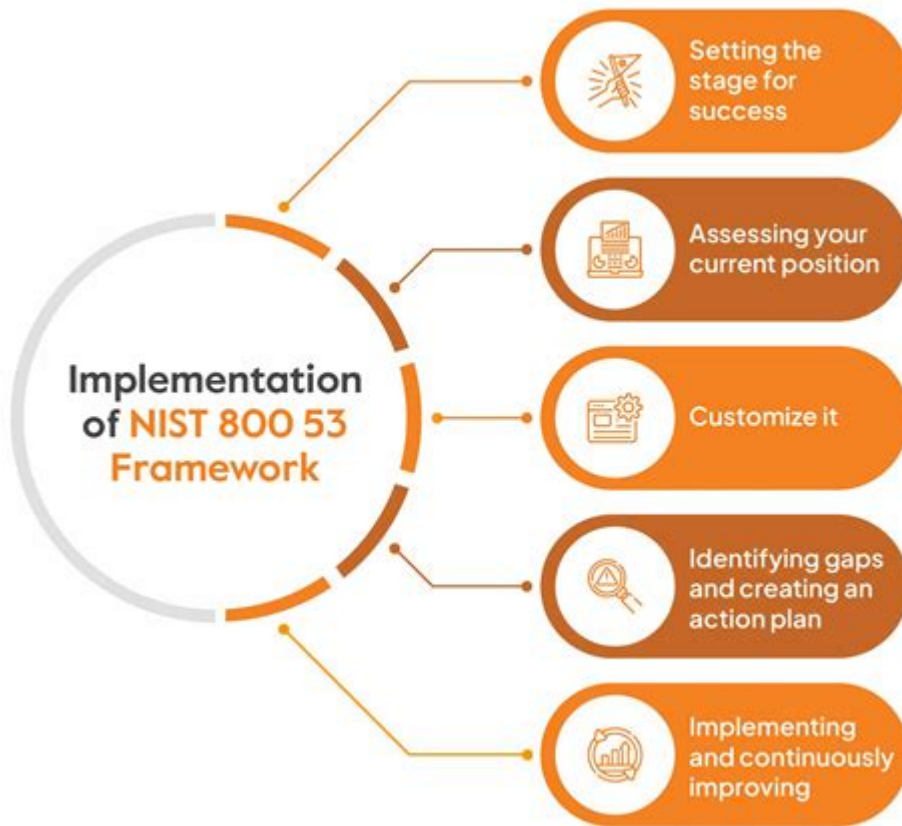 Implementation
of NIST 800 53
Framework
Setting the
stage for
success
Assessing your
current position
Customize it
Identifying gaps
and creating an
action plan
Implementing
and continuously
improving